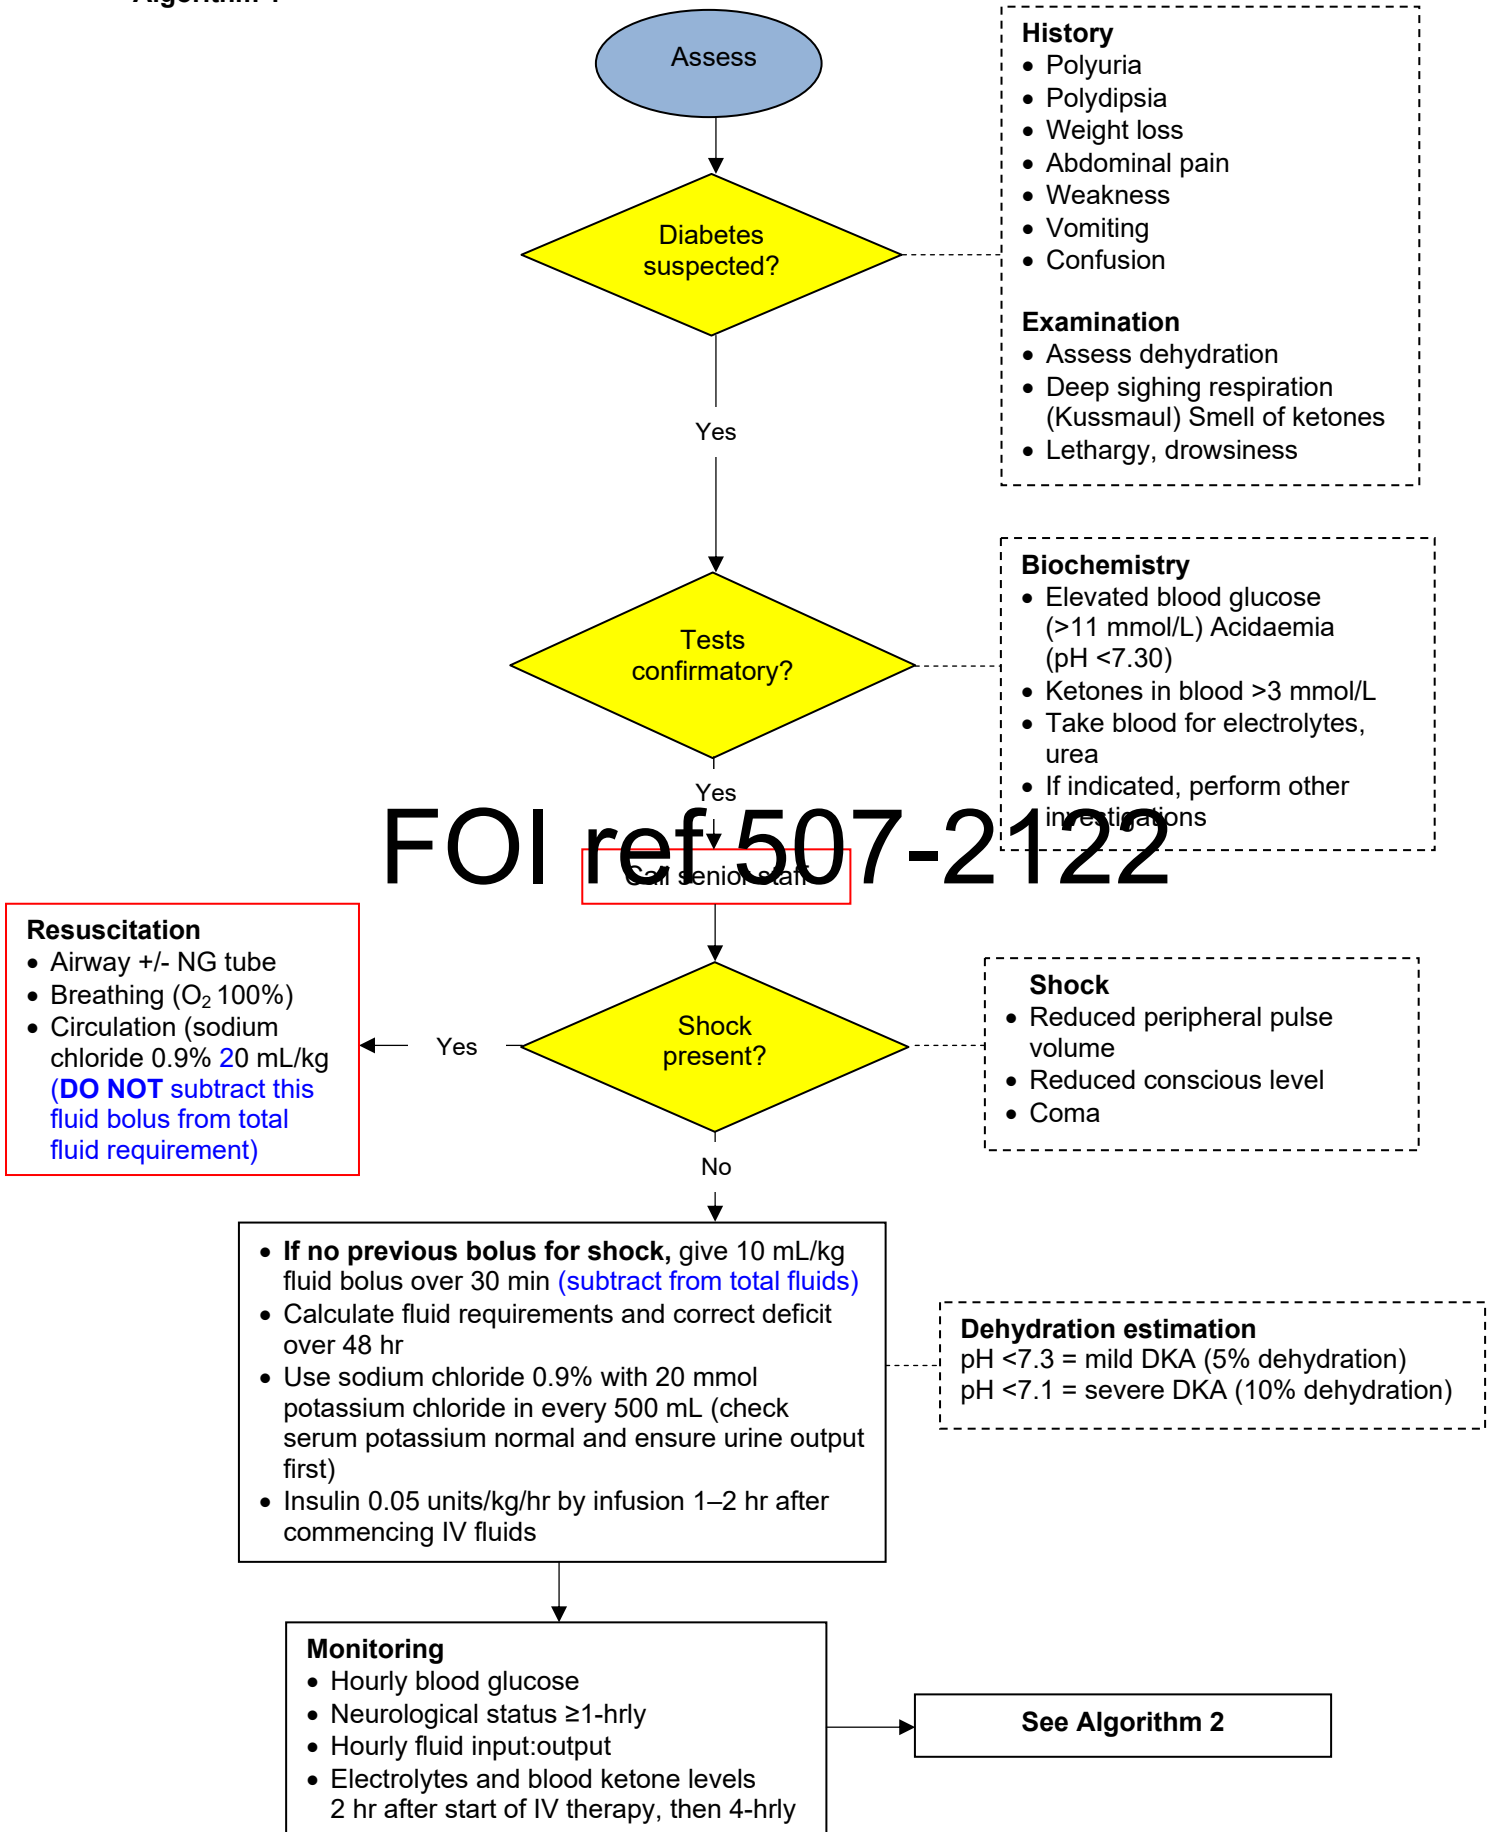 Algorithm 1
Assess
History
• Polyuria
• Polydipsia
• Weight loss
• Abdominal pain
• Weakness
• Vomiting
• Confusion
Examination
• Assess dehydration
• Deep sighing respiration
(Kussmaul) Smell of ketones
• Lethargy, drowsiness
Diabetes
suspected?
Yes
Biochemistry
• Elevated blood glucose
(>11 mmol/L) Acidaemia
(pH <7.30)
• Ketones in blood >3 mmol/L
• Take blood for electrolytes,
urea
• If indicated, perform other
investigations
Tests
confirmatory?
Yes
FOI ref 507-2122
Call senior staff
Resuscitation
• Airway +/- NG tube
• Breathing (O₂ 100%)
• Circulation (sodium
chloride 0.9% 20 mL/kg
(DO NOT subtract this
fluid bolus from total
fluid requirement)
Yes
Shock
present?
Shock
• Reduced peripheral pulse
volume
• Reduced conscious level
• Coma
No
• If no previous bolus for shock, give 10 mL/kg
fluid bolus over 30 min (subtract from total fluids)
• Calculate fluid requirements and correct deficit
over 48 hr
• Use sodium chloride 0.9% with 20 mmol
potassium chloride in every 500 mL (check
serum potassium normal and ensure urine output
first)
• Insulin 0.05 units/kg/hr by infusion 1–2 hr after
commencing IV fluids
Dehydration estimation
pH <7.3 = mild DKA (5% dehydration)
pH <7.1 = severe DKA (10% dehydration)
Monitoring
• Hourly blood glucose
• Neurological status ≥1-hrly
• Hourly fluid input:output
• Electrolytes and blood ketone levels
2 hr after start of IV therapy, then 4-hrly
See Algorithm 2